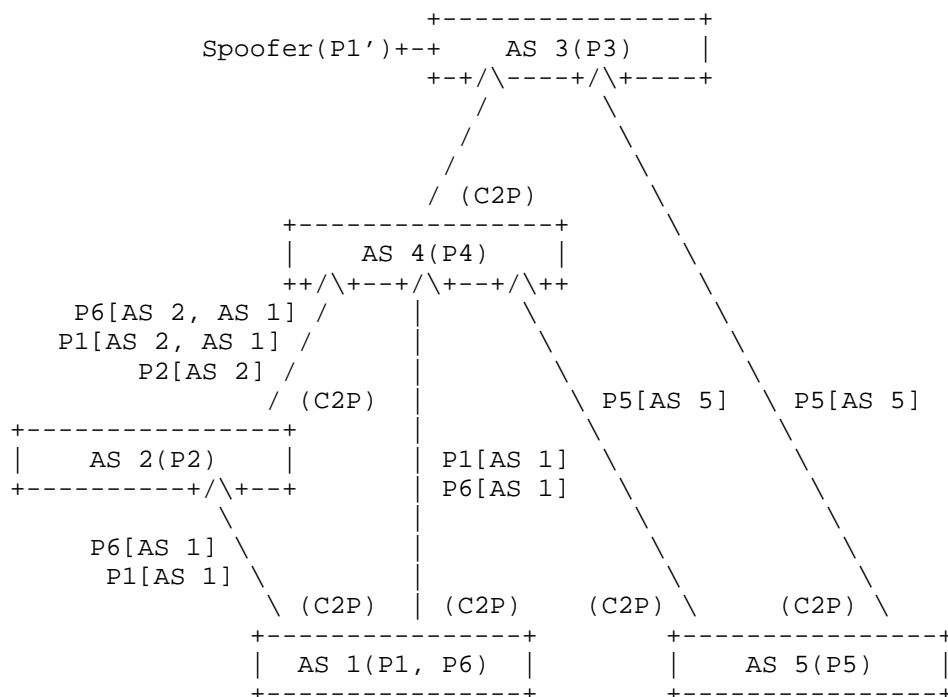 AS 3(P3)
Spoofer(P1')
(C2P)
AS 4(P4)
P6[AS 2, AS 1]
P1[AS 2, AS 1]
P2[AS 2]
(C2P)
P5[AS 5] P5[AS 5]
AS 2(P2)
P1[AS 1]
P6[AS 1]
P6[AS 1]
P1[AS 1]
(C2P) (C2P) (C2P) (C2P)
AS 1(P1, P6) AS 5(P5)